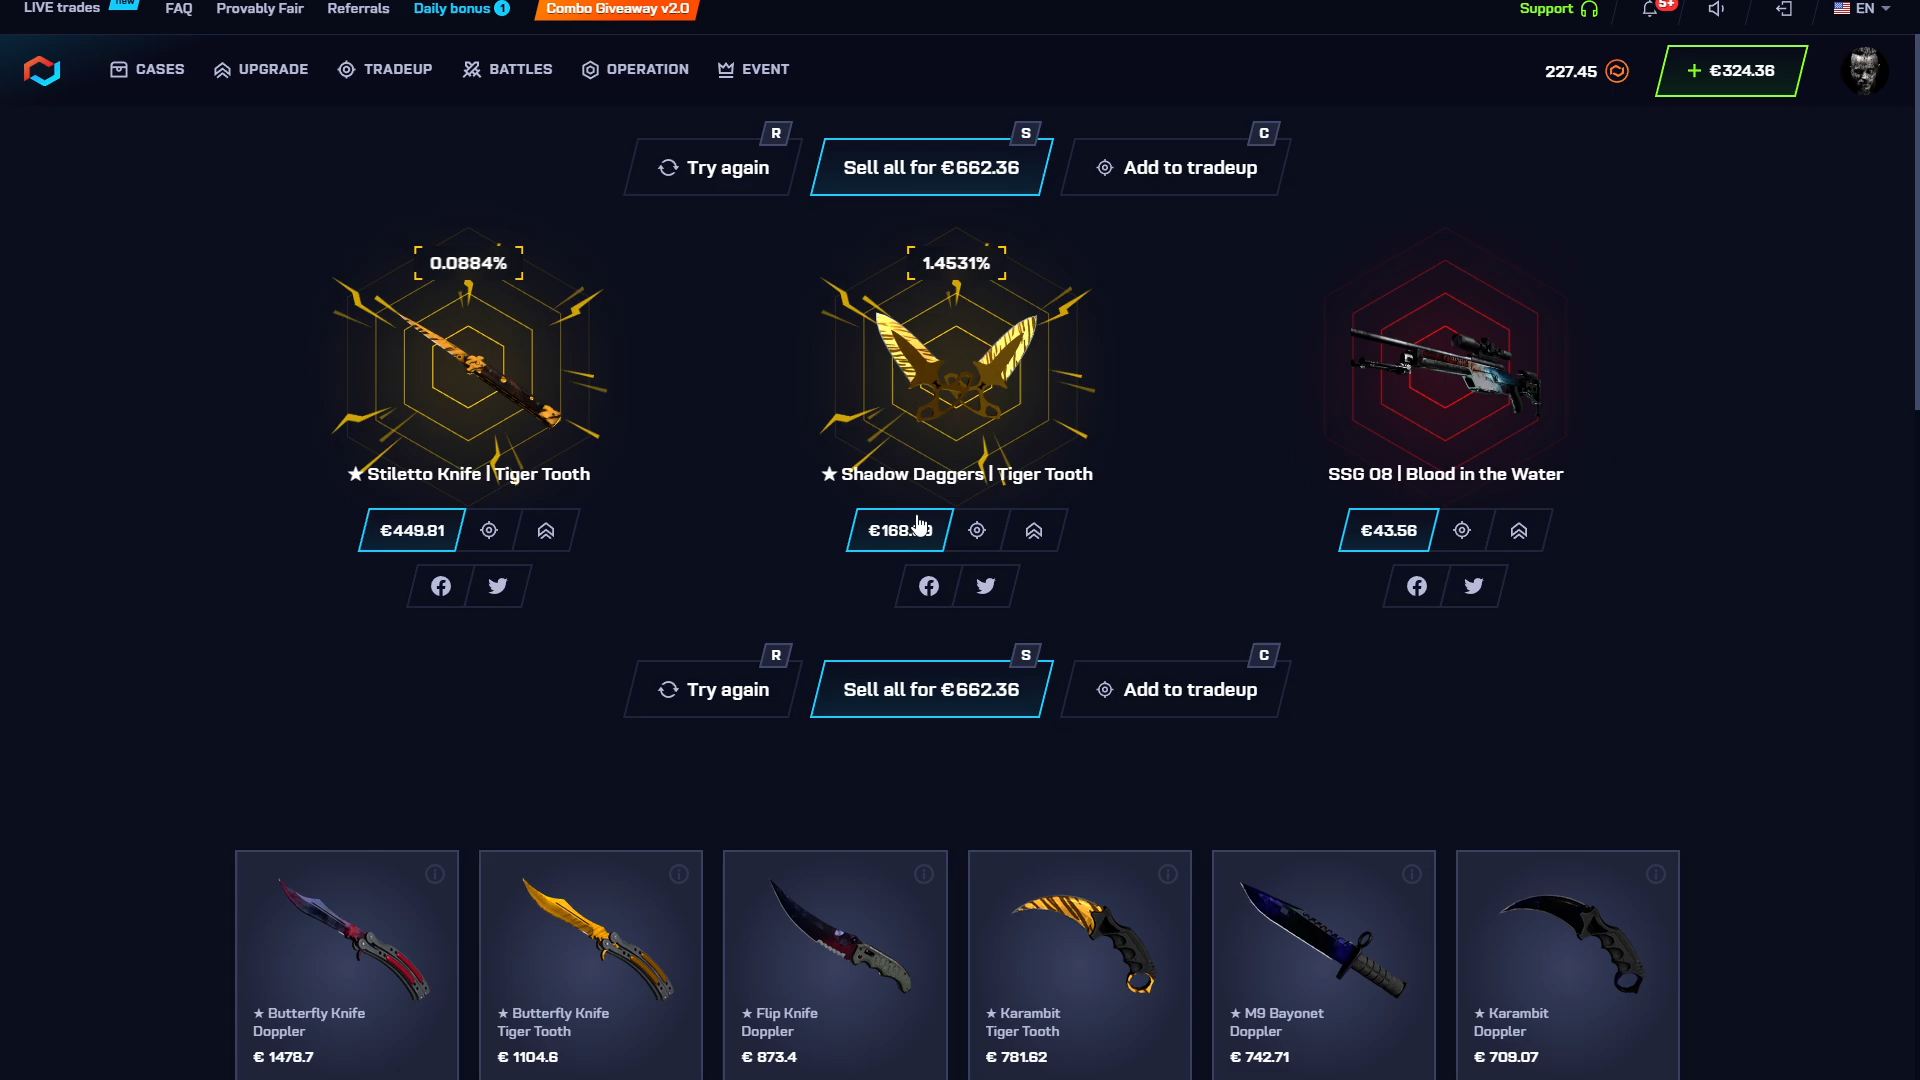 LIVE trades new FAQ Provably Fair Referrals Daily bonus 1 Combo Giveaway v2.0 Support 5+ EN
CASES UPGRADE TRADEUP BATTLES OPERATION EVENT 227.45 + €324.36
R S C
Try again Sell all for €662.36 Add to tradeup
0.0884% 1.4531%
★ Stiletto Knife | Tiger Tooth ★ Shadow Daggers | Tiger Tooth SSG 08 | Blood in the Water
€449.81 €168. €43.56
R S C
Try again Sell all for €662.36 Add to tradeup
★ Butterfly Knife ★ Butterfly Knife ★ Flip Knife ★ Karambit ★ M9 Bayonet ★ Karambit
Doppler Tiger Tooth Doppler Tiger Tooth Doppler Doppler
€ 1478.7 € 1104.6 € 873.4 € 781.62 € 742.71 € 709.07